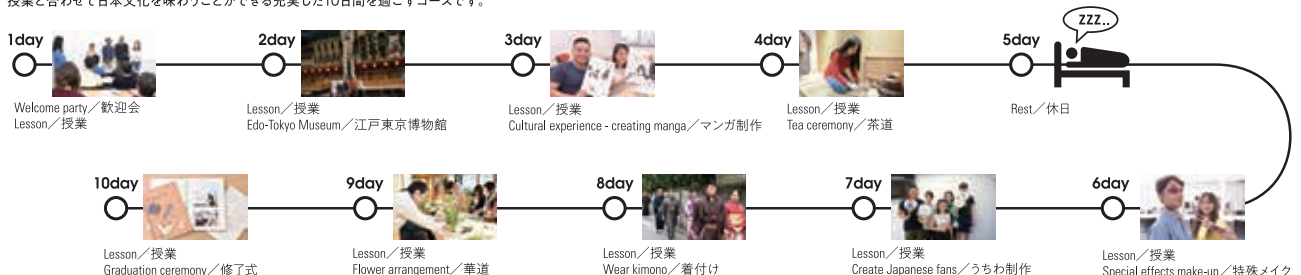 授業と合わせて日本文化を味わうことができる充実した10日間を過ごすコースです。
1day
Welcome party／歓迎会
Lesson／授業
2day
Lesson／授業
Edo-Tokyo Museum／江戸東京博物館
3day
Lesson／授業
Cultural experience - creating manga／マンガ制作
4day
Lesson／授業
Tea ceremony／茶道
5day
ZZZ..
Rest／休日
6day
Lesson／授業
Special effects make-up／特殊メイク
7day
Lesson／授業
Create Japanese fans／うちわ制作
8day
Lesson／授業
Wear kimono／着付け
9day
Lesson／授業
Flower arrangement／華道
10day
Lesson／授業
Graduation ceremony／修了式